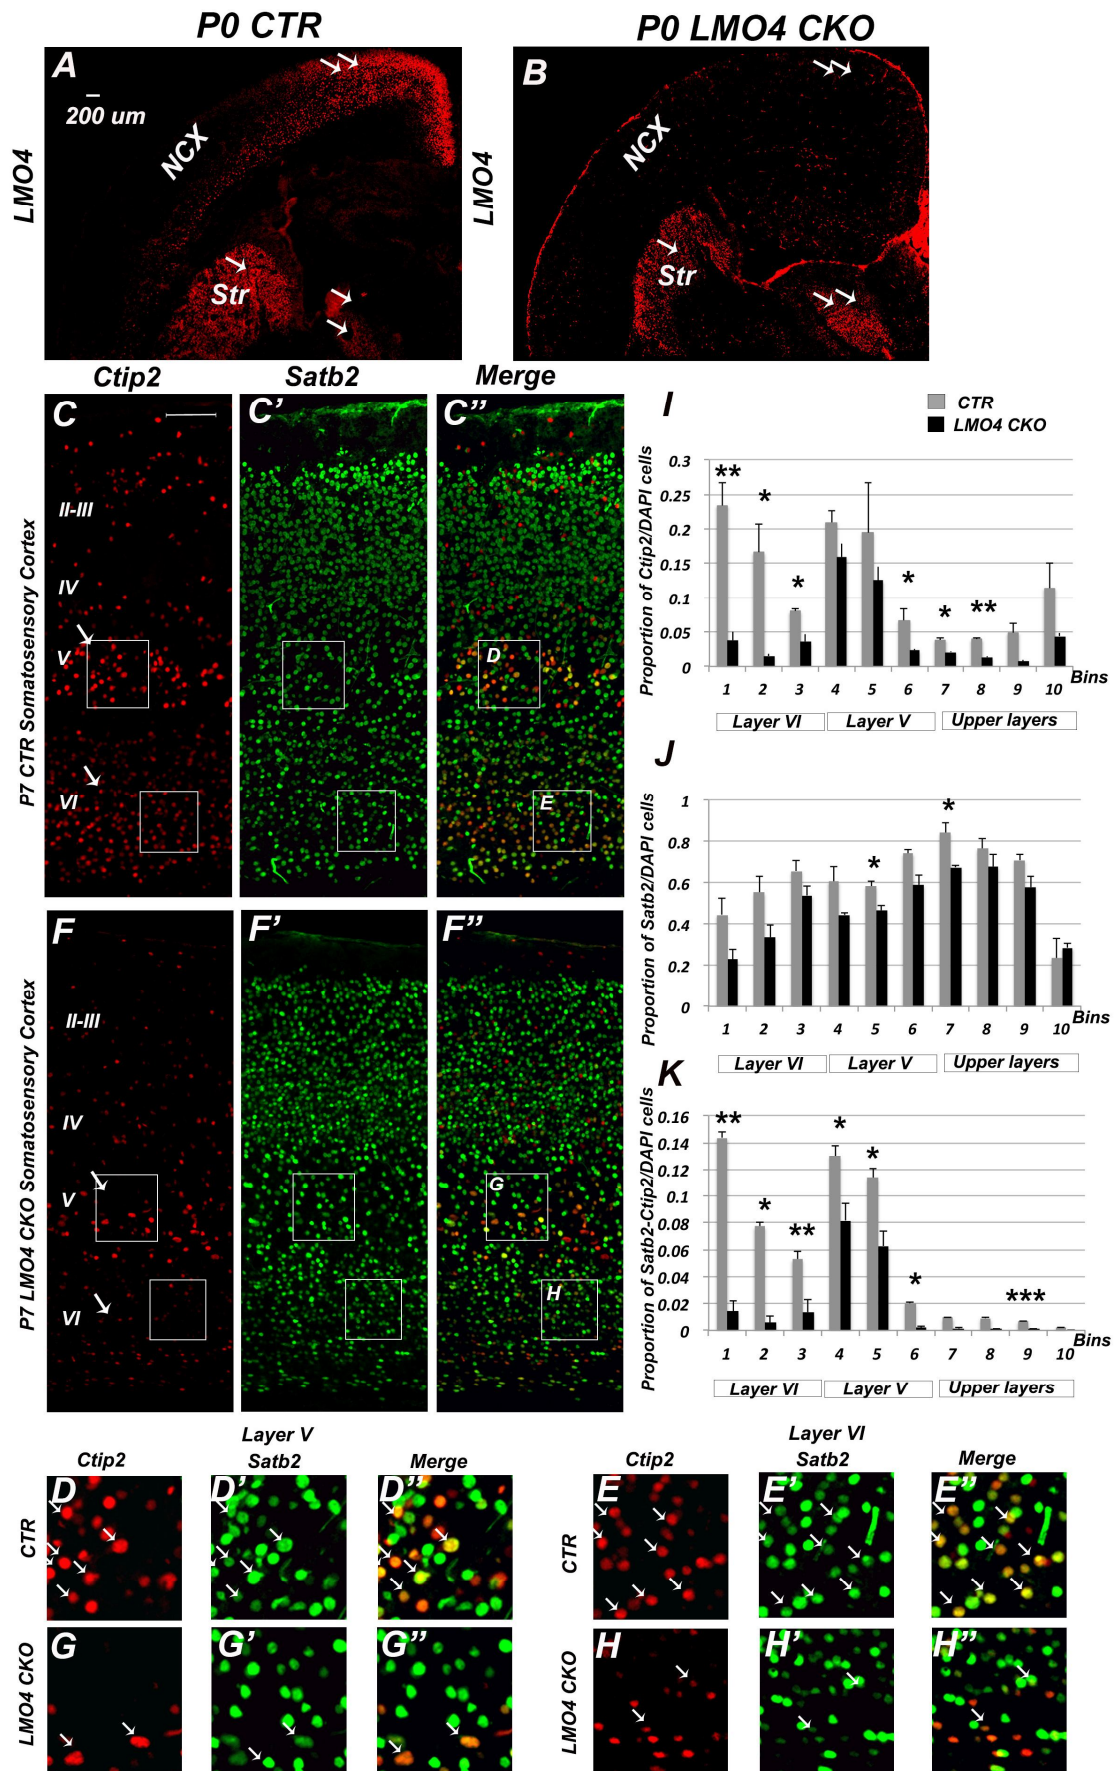 P0 CTR
P0 LMO4 CKO
A
200 um
NCX
Str
LMO4
B
NCX
Str
LMO4
Ctip2
Satb2
Merge
C
C’
C’’
II-III
IV
V
VI
D
E
P7 CTR Somatosensory Cortex
F
F’
F’’
II-III
IV
V
VI
G
H
P7 LMO4 CKO Somatosensory Cortex
I
CTR
LMO4 CKO
Proportion of Ctip2/DAPI cells
0.3
0.25
0.2
0.15
0.1
0.05
0
** * * * * **
1 2 3 4 5 6 7 8 9 10
Bins
Layer VI
Layer V
Upper layers
J
Proportion of Satb2/DAPI cells
1
0.8
0.6
0.4
0.2
0
* *
1 2 3 4 5 6 7 8 9 10
Bins
Layer VI
Layer V
Upper layers
K
Proportion of Satb2-Ctip2/DAPI cells
0.16
0.14
0.12
0.1
0.08
0.06
0.04
0.02
0
** * ** * * * ***
1 2 3 4 5 6 7 8 9 10
Bins
Layer VI
Layer V
Upper layers
Layer V
Ctip2
Satb2
Merge
Layer VI
Ctip2
Satb2
Merge
CTR
D
D’
D’’
CTR
E
E’
E’’
LMO4 CKO
G
G’
G’’
LMO4 CKO
H
H’
H’’